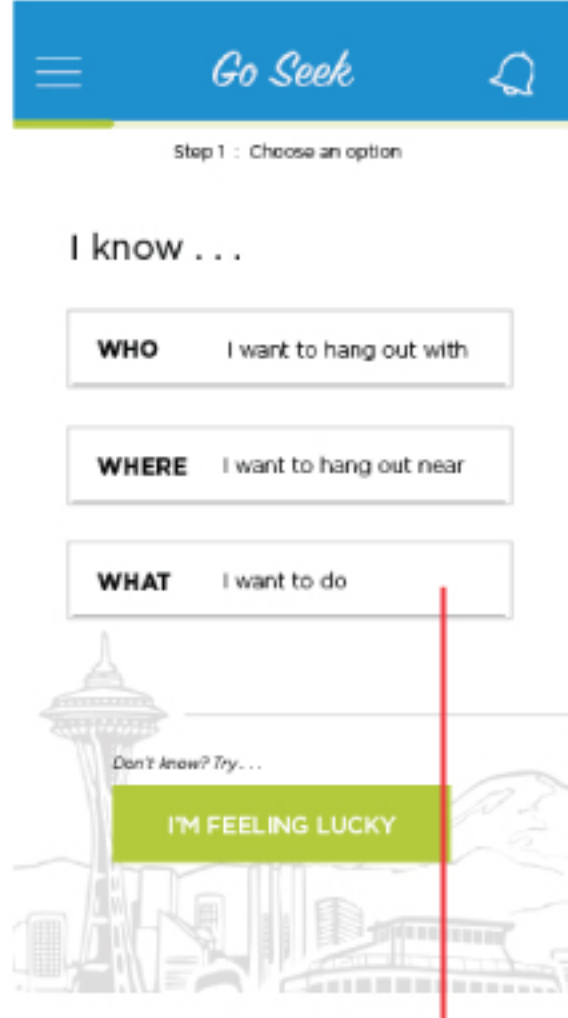 Go Seek
Step 1 : Choose an option
I know . . .
WHO I want to hang out with
WHERE I want to hang out near
WHAT I want to do
Don't know? Try . . .
I'M FEELING LUCKY